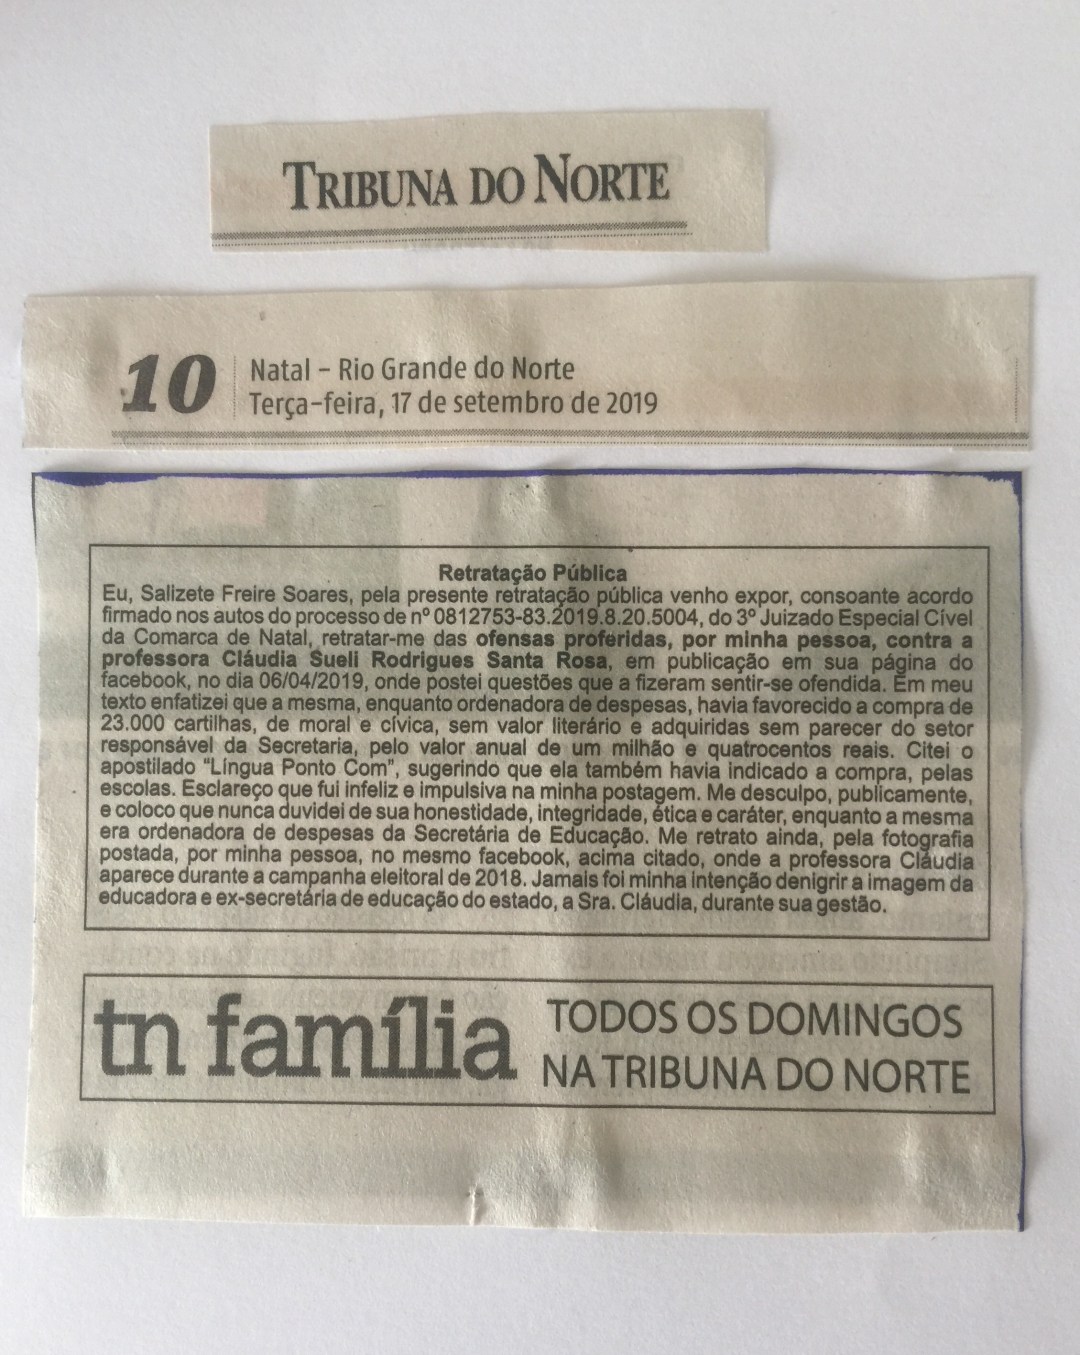 TRIBUNA DO NORTE
10
Natal – Rio Grande do Norte
Terça-feira, 17 de setembro de 2019
Retratação Pública
Eu, Salizete Freire Soares, pela presente retratação pública venho expor, consoante acordo
firmado nos autos do processo de nº 0812753-83.2019.8.20.5004, do 3º Juizado Especial Cível
da Comarca de Natal, retratar-me das ofensas proferidas, por minha pessoa, contra a
professora Cláudia Sueli Rodrigues Santa Rosa, em publicação em sua página do
facebook, no dia 06/04/2019, onde postei questões que a fizeram sentir-se ofendida. Em meu
texto enfatizei que a mesma, enquanto ordenadora de despesas, havia favorecido a compra de
23.000 cartilhas, de moral e cívica, sem valor literário e adquiridas sem parecer do setor
responsável da Secretaria, pelo valor anual de um milhão e quatrocentos reais. Citei o
apostilado "Língua Ponto Com", sugerindo que ela também havia indicado a compra, pelas
escolas. Esclareço que fui infeliz e impulsiva na minha postagem. Me desculpo, publicamente,
e coloco que nunca duvidei de sua honestidade, integridade, ética e caráter, enquanto a mesma
era ordenadora de despesas da Secretária de Educação. Me retrato ainda, pela fotografia
postada, por minha pessoa, no mesmo facebook, acima citado, onde a professora Cláudia
aparece durante a campanha eleitoral de 2018. Jamais foi minha intenção denigrir a imagem da
educadora e ex-secretária de educação do estado, a Sra. Cláudia, durante sua gestão.
tn família
TODOS OS DOMINGOS
NA TRIBUNA DO NORTE